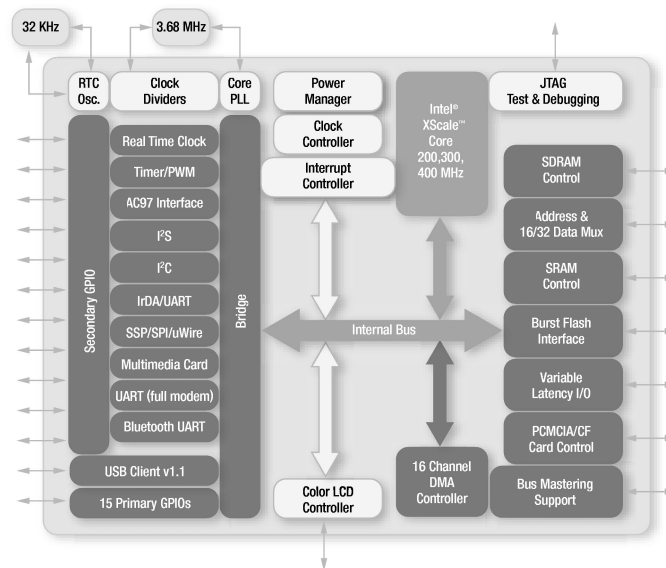 32 KHz
3.68 MHz
RTC
Osc.
Clock
Dividers
Core
PLL
Power
Manager
Clock
Controller
Interrupt
Controller
Intel®
XScale™
Core
200,300,
400 MHz
JTAG
Test & Debugging
Secondary GPIO
Real Time Clock
Timer/PWM
AC97 Interface
I²S
I²C
IrDA/UART
SSP/SPI/uWire
Multimedia Card
UART (full modem)
Bluetooth UART
USB Client v1.1
15 Primary GPIOs
Bridge
Internal Bus
Color LCD
Controller
16 Channel
DMA
Controller
SDRAM
Control
Address &
16/32 Data Mux
SRAM
Control
Burst Flash
Interface
Variable
Latency I/O
PCMCIA/CF
Card Control
Bus Mastering
Support